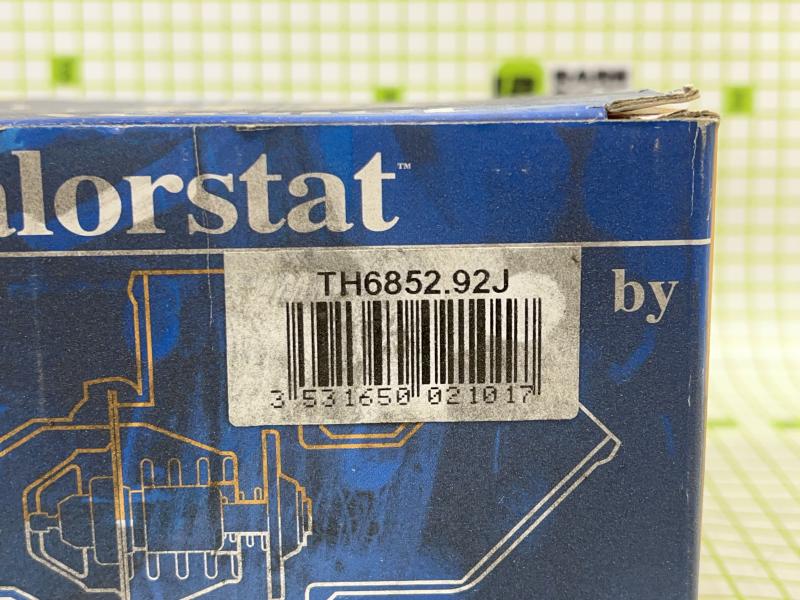 alorstat™
TH6852.92J
by
3 531650 021017